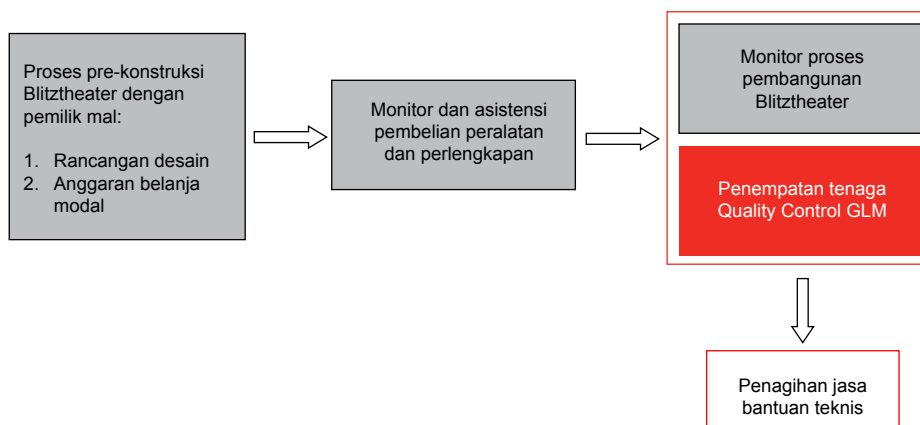 Proses pre-konstruksi
Blitztheater dengan
pemilik mal:
1. Rancangan desain
2. Anggaran belanja
modal
Monitor dan asistensi
pembelian peralatan
dan perlengkapan
Monitor proses
pembangunan
Blitztheater
Penempatan tenaga
Quality Control GLM
Penagihan jasa
bantuan teknis